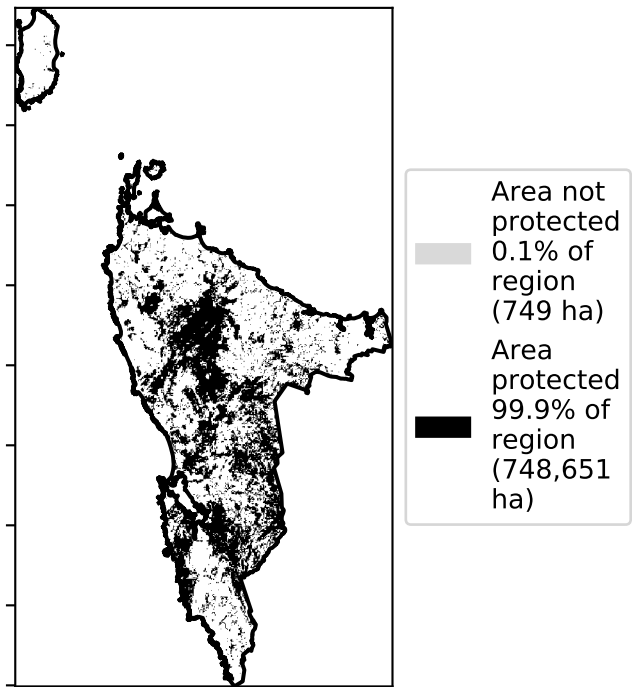 Area not
protected
0.1% of
region
(749 ha)
Area
protected
99.9% of
region
(748,651
ha)